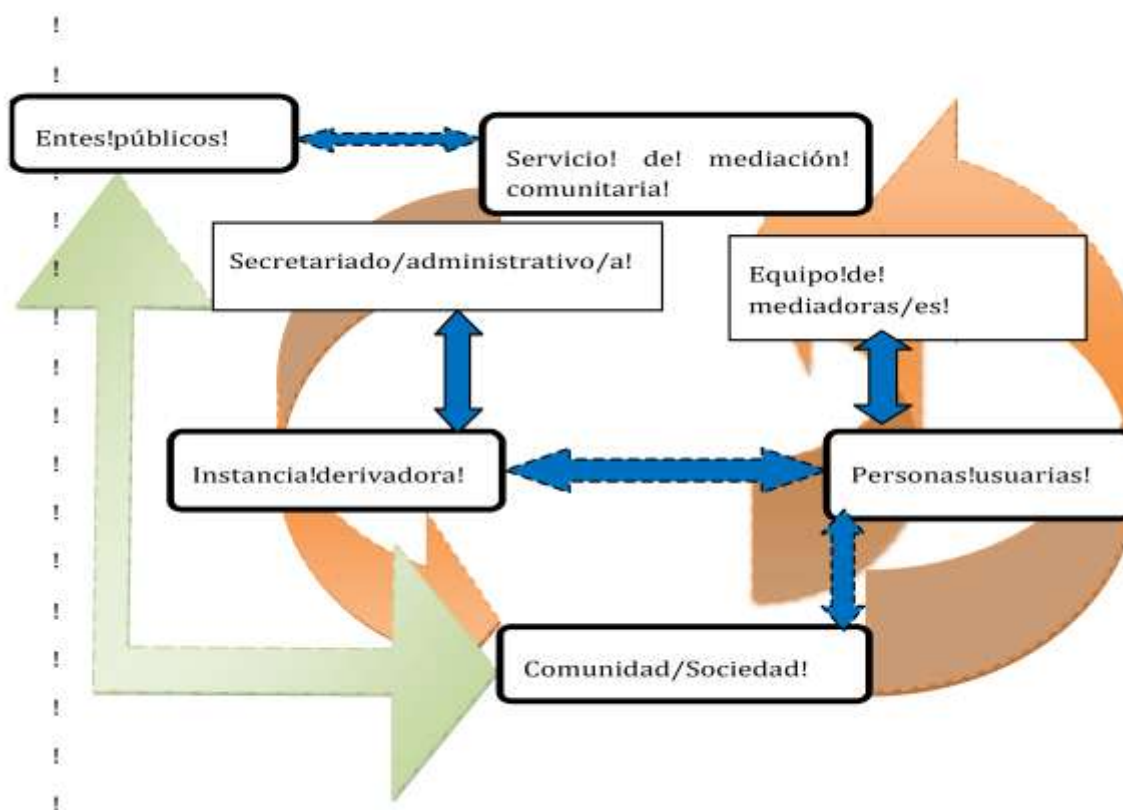 !
!
Entes!públicos!
!
Servicio! de! mediación!
comunitaria!
!
!
Secretariado/administrativo/a!
Equipo!de!
mediadoras/es!
!
!
!
!
Instancia!derivadora!
Personas!usuarias!
!
!
!
!
Comunidad/Sociedad!
!
!
!
!